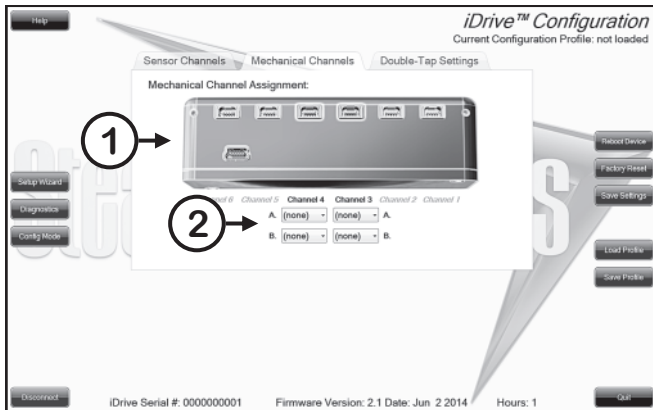 Help
iDrive™ Configuration
Current Configuration Profile: not loaded
Sensor Channels
Mechanical Channels
Double-Tap Settings
Mechanical Channel Assignment:
1
Reboot Device
Factory Reset
Save Settings
Setup Wizard
Diagnostics
Config Mode
6 Channel 5 Channel 4 Channel 3 Channel 2 Channel 1
2
A. (none) (none) A.
B. (none) (none) B.
Load Profile
Save Profile
Disconnect
iDrive Serial #: 0000000001
Firmware Version: 2.1 Date: Jun 2 2014
Hours: 1
Quit